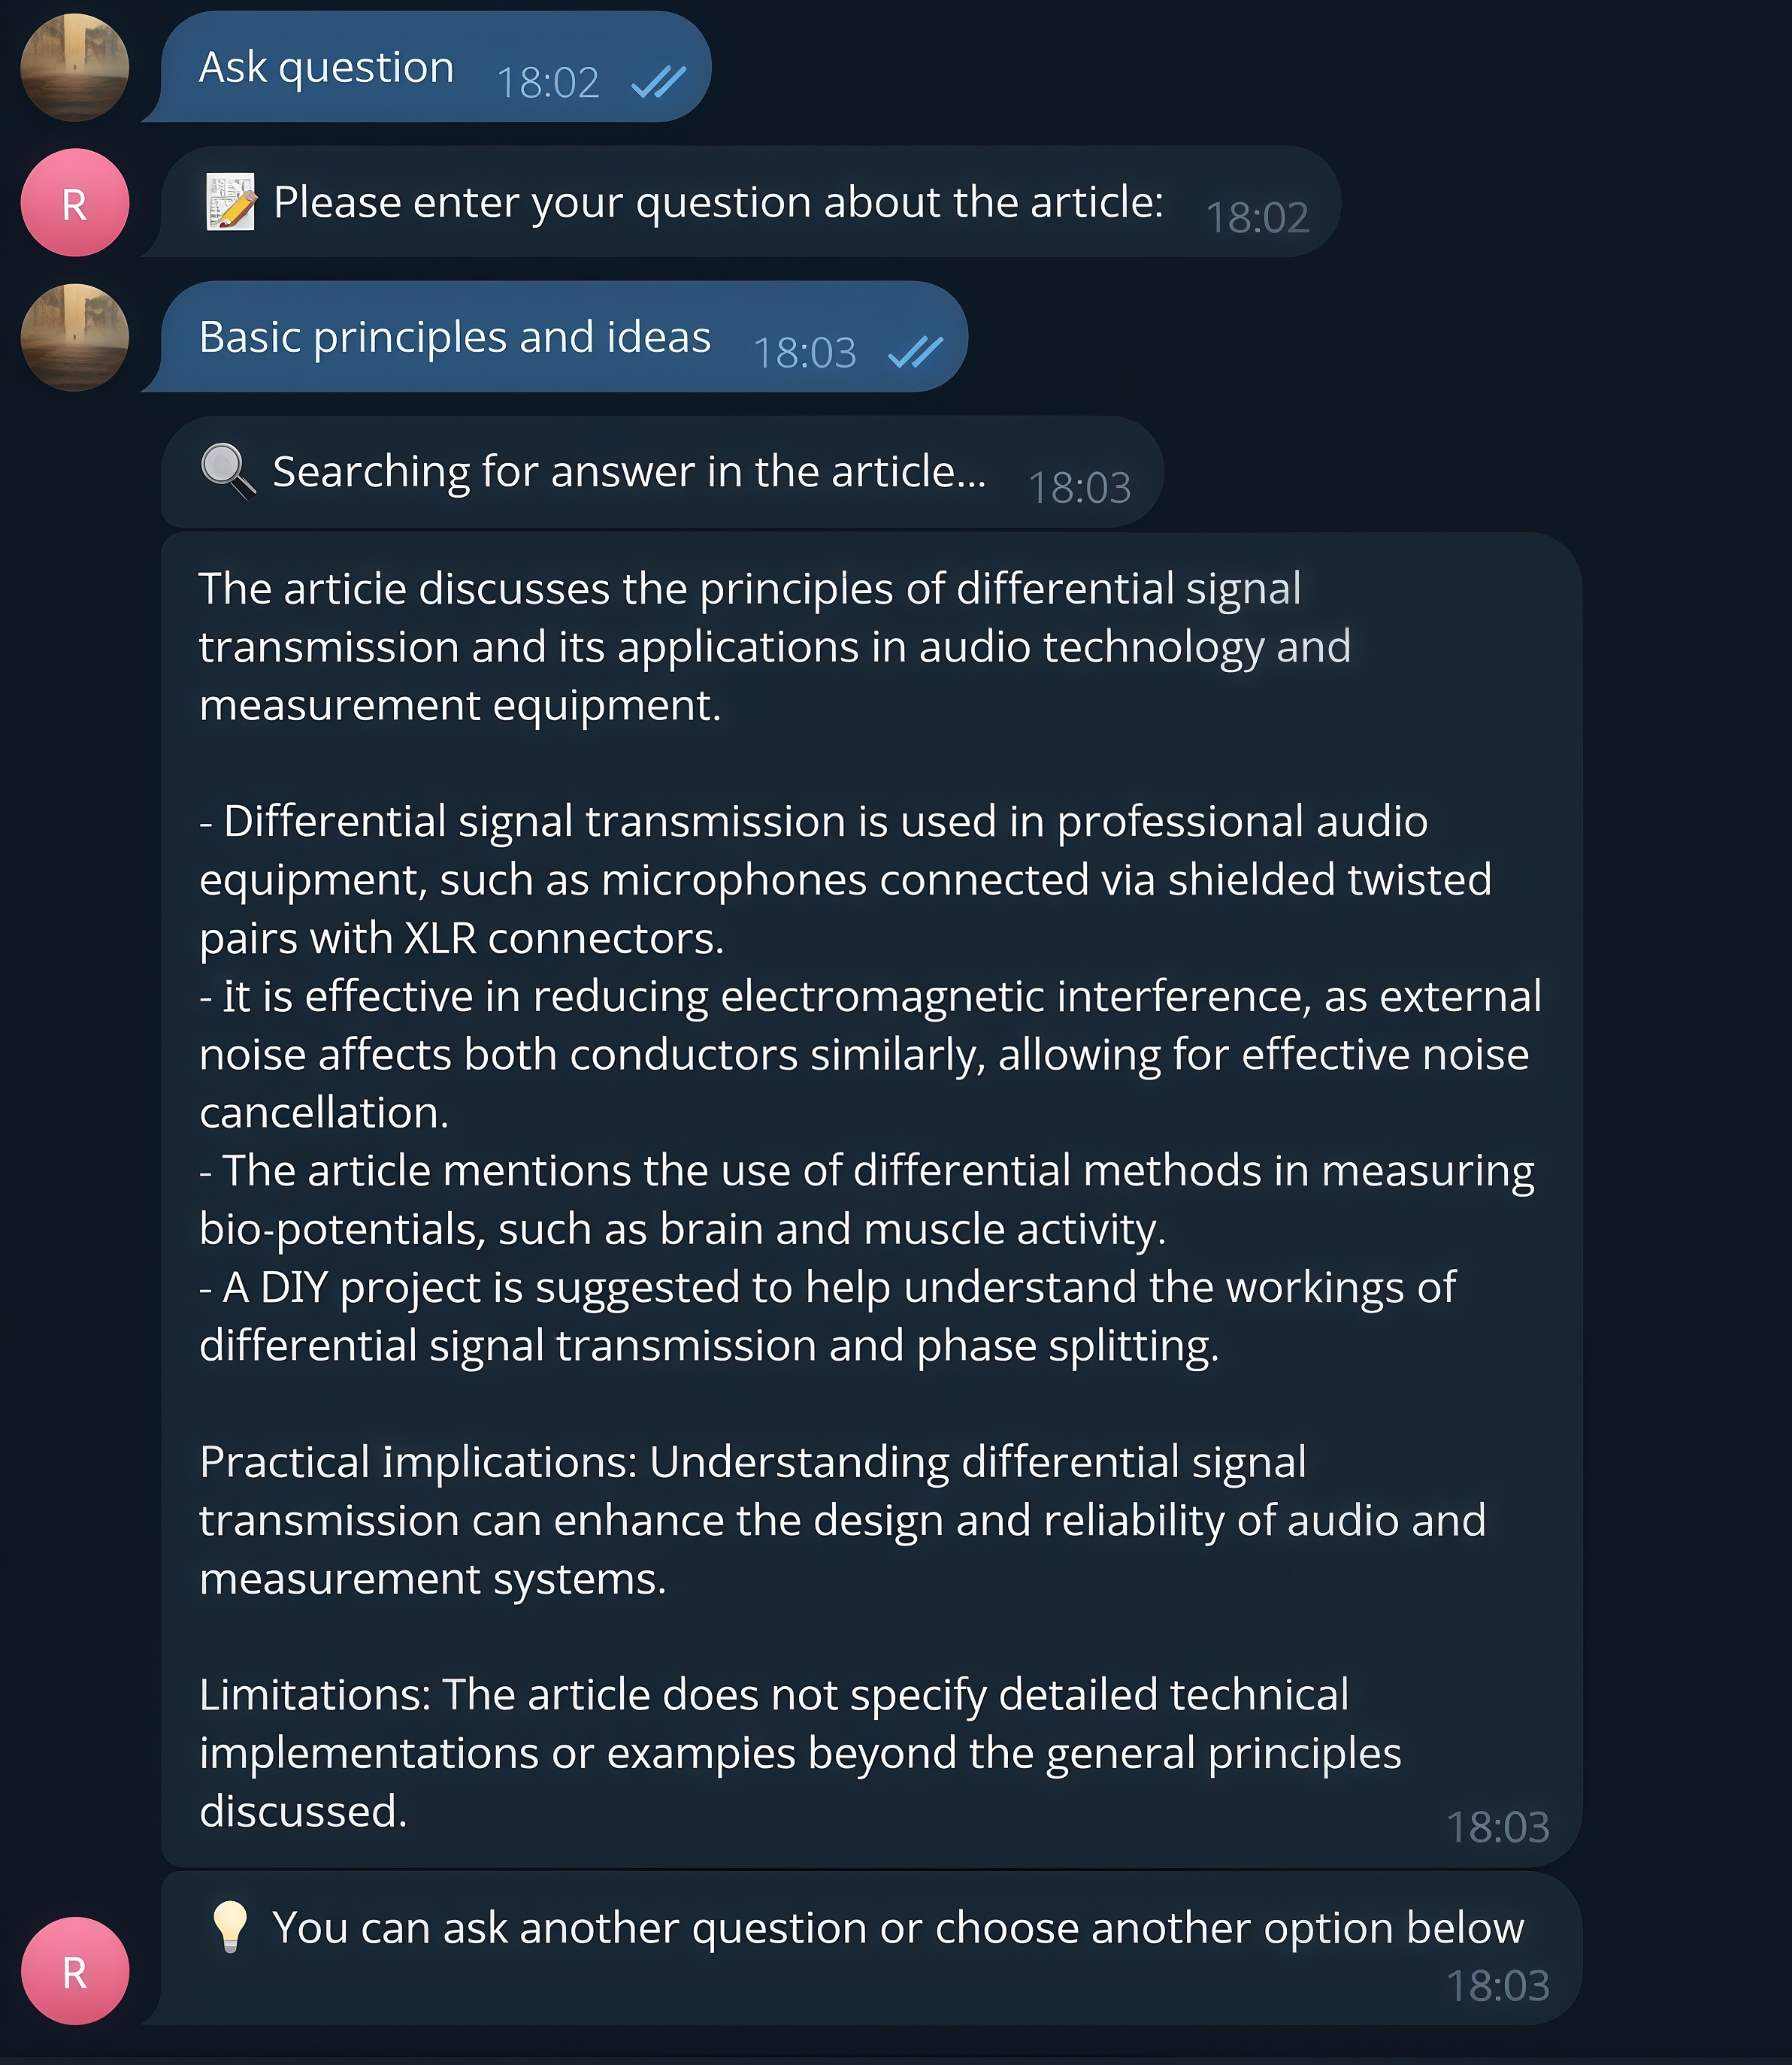 Ask question 18:02
R
📝 Please enter your question about the article: 18:02
Basic principles and ideas 18:03
🔍 Searching for answer in the article... 18:03
The article discusses the principles of differential signal
transmission and its applications in audio technology and
measurement equipment.
- Differential signal transmission is used in professional audio
equipment, such as microphones connected via shielded twisted
pairs with XLR connectors.
- It is effective in reducing electromagnetic interference, as external
noise affects both conductors similarly, allowing for effective noise
cancellation.
- The article mentions the use of differential methods in measuring
bio-potentials, such as brain and muscle activity.
- A DIY project is suggested to help understand the workings of
differential signal transmission and phase splitting.
Practical implications: Understanding differential signal
transmission can enhance the design and reliability of audio and
measurement systems.
Limitations: The article does not specify detailed technical
implementations or exampies beyond the general principles
discussed.
18:03
💡 You can ask another question or choose another option below
18:03
R